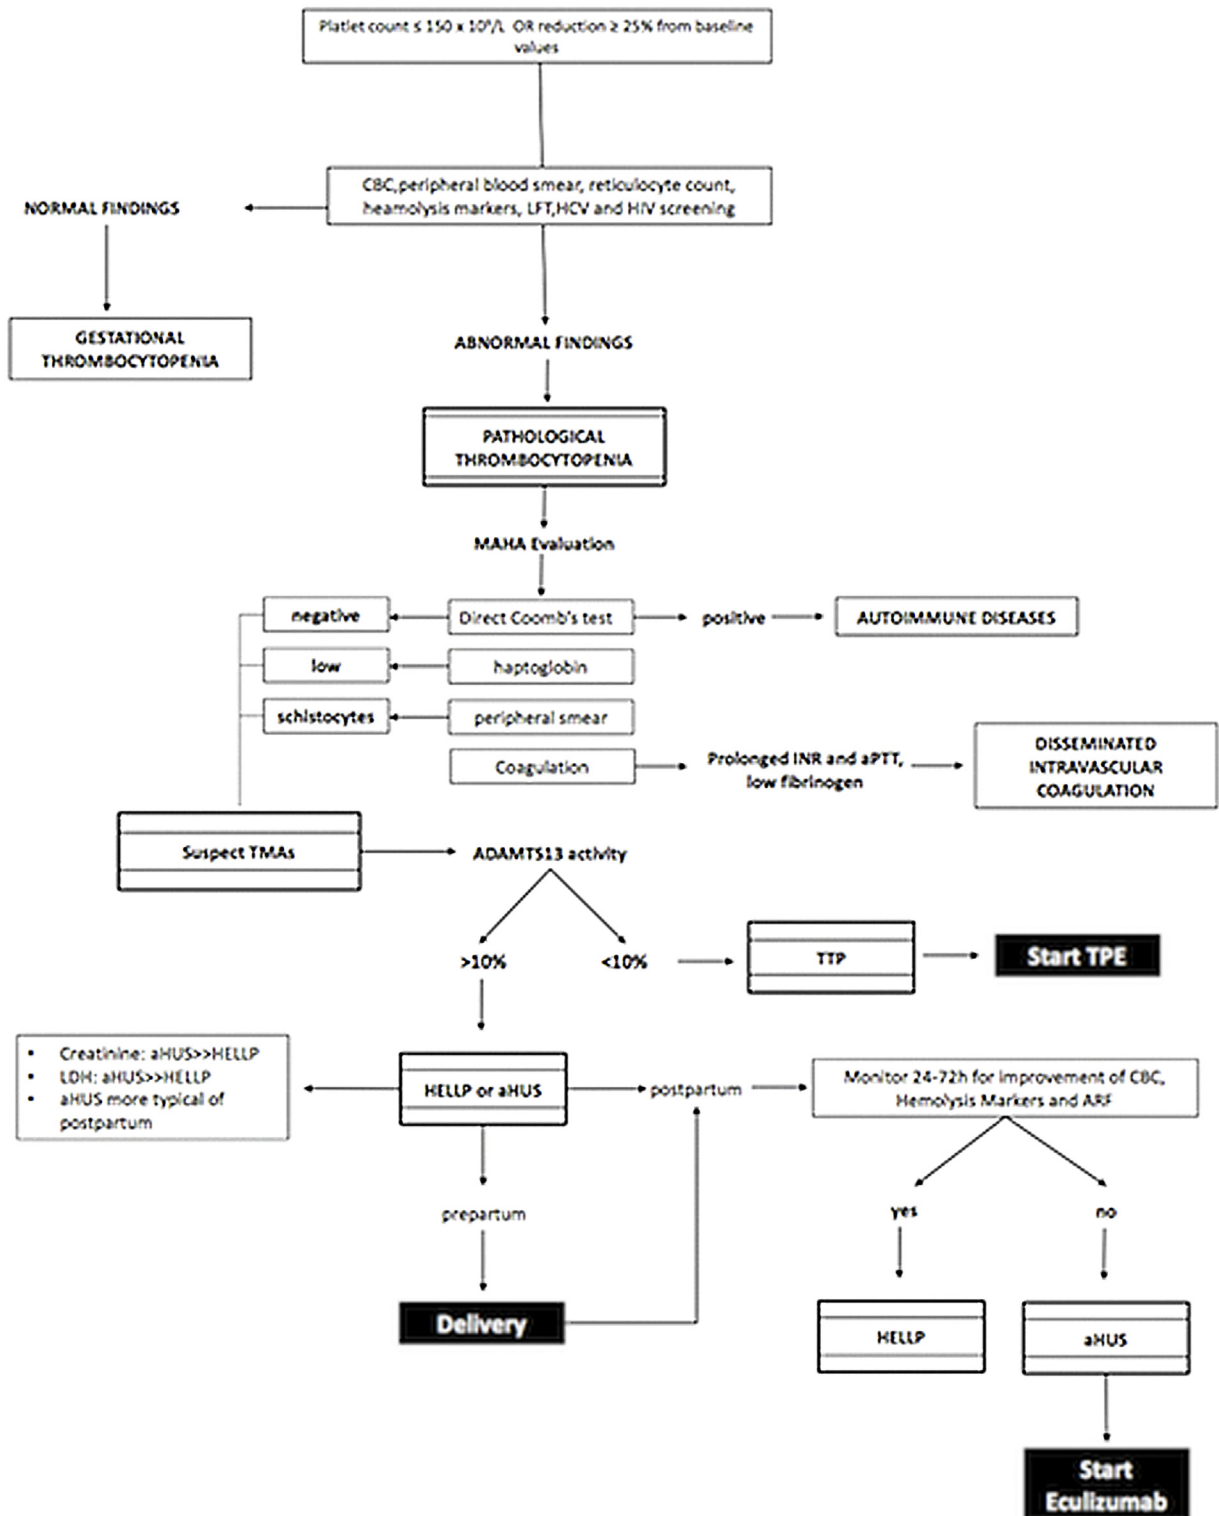 Platlet count ≤ 150 x 10⁹/L OR reduction ≥ 25% from baseline
values
CBC,peripheral blood smear, reticulocyte count,
heamolysis markers, LFT,HCV and HIV screening
NORMAL FINDINGS
GESTATIONAL
THROMBOCYTOPENIA
ABNORMAL FINDINGS
PATHOLOGICAL
THROMBOCYTOPENIA
MAHA Evaluation
negative
Direct Coomb's test
positive
AUTOIMMUNE DISEASES
low
haptoglobin
schistocytes
peripheral smear
Coagulation
Prolonged INR and aPTT,
low fibrinogen
DISSEMINATED
INTRAVASCULAR
COAGULATION
Suspect TMAs
ADAMTS13 activity
>10%
<10%
TTP
Start TPE
• Creatinine: aHUS>>HELLP
• LDH: aHUS>>HELLP
• aHUS more typical of
postpartum
HELLP or aHUS
postpartum
Monitor 24-72h for improvement of CBC,
Hemolysis Markers and ARF
prepartum
yes
no
Delivery
HELLP
aHUS
Start
Eculizumab